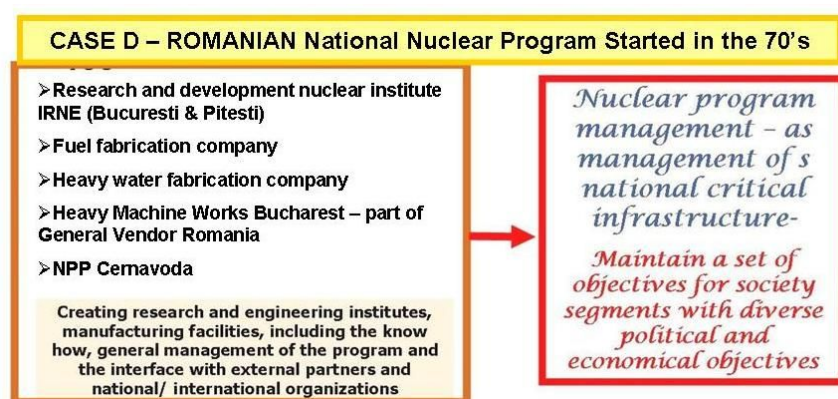 CASE D – ROMANIAN National Nuclear Program Started in the 70's
➢Research and development nuclear institute
IRNE (Bucuresti & Pitesti)
➢Fuel fabrication company
➢Heavy water fabrication company
➢Heavy Machine Works Bucharest – part of
General Vendor Romania
➢NPP Cernavoda
Creating research and engineering institutes,
manufacturing facilities, including the know
how, general management of the program and
the interface with external partners and
national/ international organizations
Nuclear program
management – as
management of s
national critical
infrastructure-
Maintain a set of
objectives for society
segments with diverse
political and
economical objectives